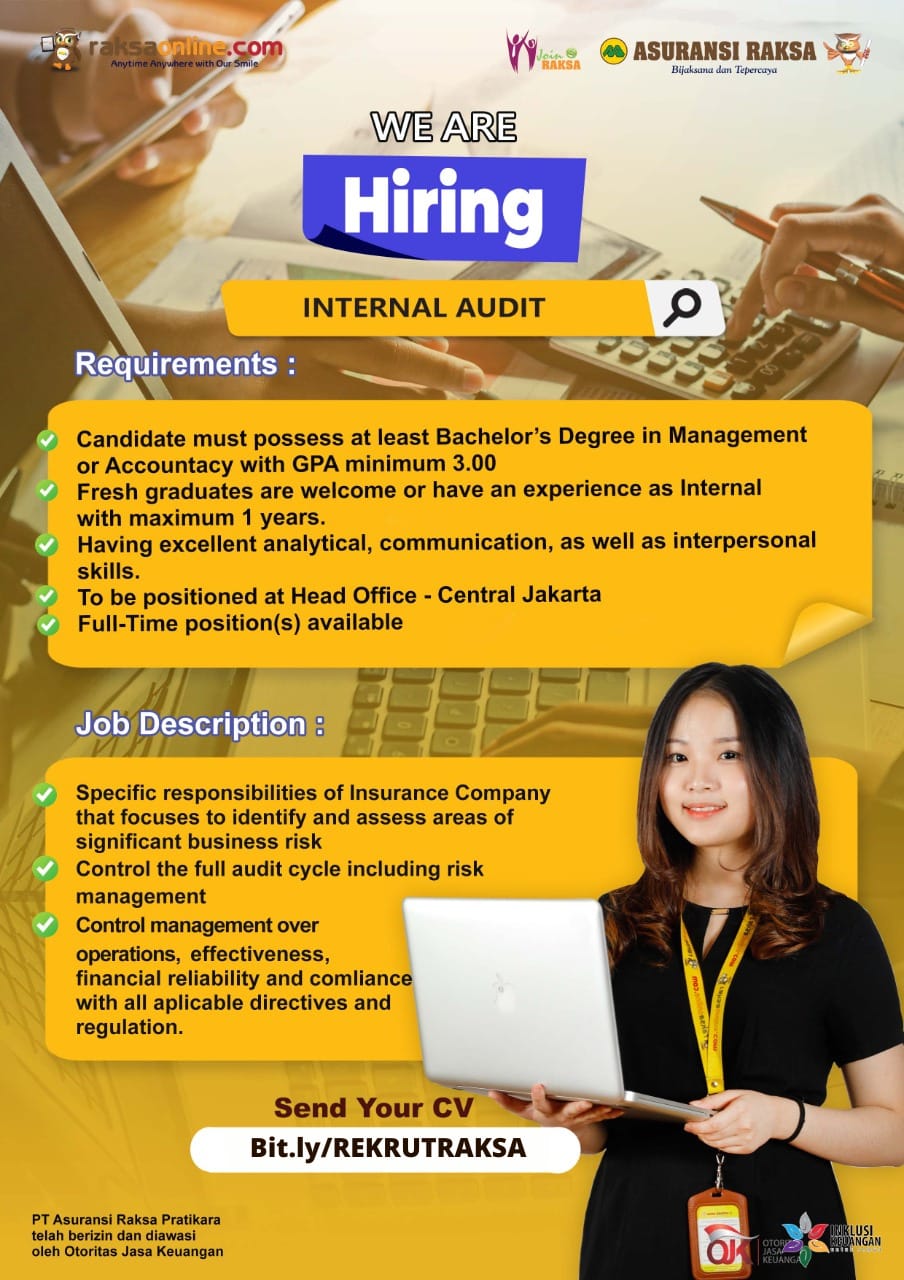 raksaonline.com
Anytime Anywhere with Our Smile
Join
RAKSA
ASURANSI RAKSA
Bijaksana dan Tepercaya
WE ARE
Hiring
INTERNAL AUDIT
Requirements :
Candidate must possess at least Bachelor's Degree in Management
or Accountacy with GPA minimum 3.00
Fresh graduates are welcome or have an experience as Internal
with maximum 1 years.
Having excellent analytical, communication, as well as interpersonal
skills.
To be positioned at Head Office - Central Jakarta
Full-Time position(s) available
Job Description :
Specific responsibilities of Insurance Company
that focuses to identify and assess areas of
significant business risk
Control the full audit cycle including risk
management
Control management over
operations, effectiveness,
financial reliability and comliance
with all aplicable directives and
regulation.
Send Your CV
Bit.ly/REKRUTRAKSA
PT Asuransi Raksa Pratikara
telah berizin dan diawasi
oleh Otoritas Jasa Keuangan
OJK
JASA
INKLUSI
KEUANGAN